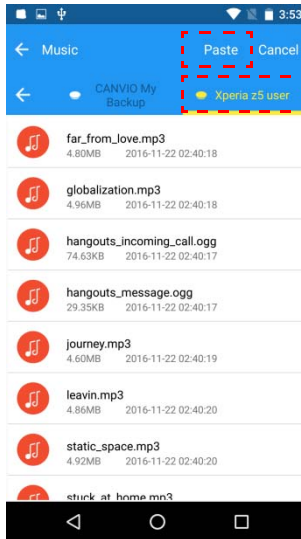 3:53
Music Paste Cancel
CANVIO My
Backup
Xperia z5 user
far_from_love.mp3
4.80MB 2016-11-22 02:40:18
globalization.mp3
4.96MB 2016-11-22 02:40:18
hangouts_incoming_call.ogg
74.63KB 2016-11-22 02:40:17
hangouts_message.ogg
29.35KB 2016-11-22 02:40:17
journey.mp3
4.60MB 2016-11-22 02:40:19
leavin.mp3
4.86MB 2016-11-22 02:40:20
static_space.mp3
4.92MB 2016-11-22 02:40:20
stuck_at_home.mp3